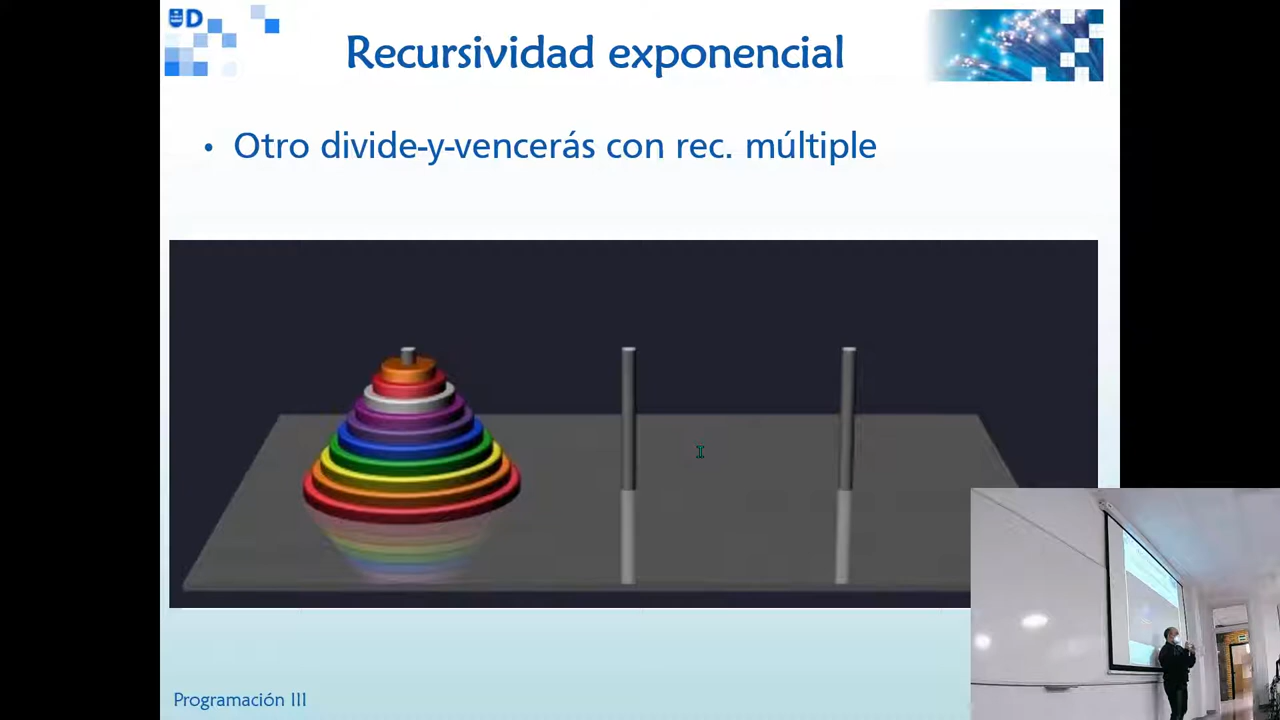 D
Recursividad exponencial
• Otro divide-y-vencerás con rec. múltiple
Programación III